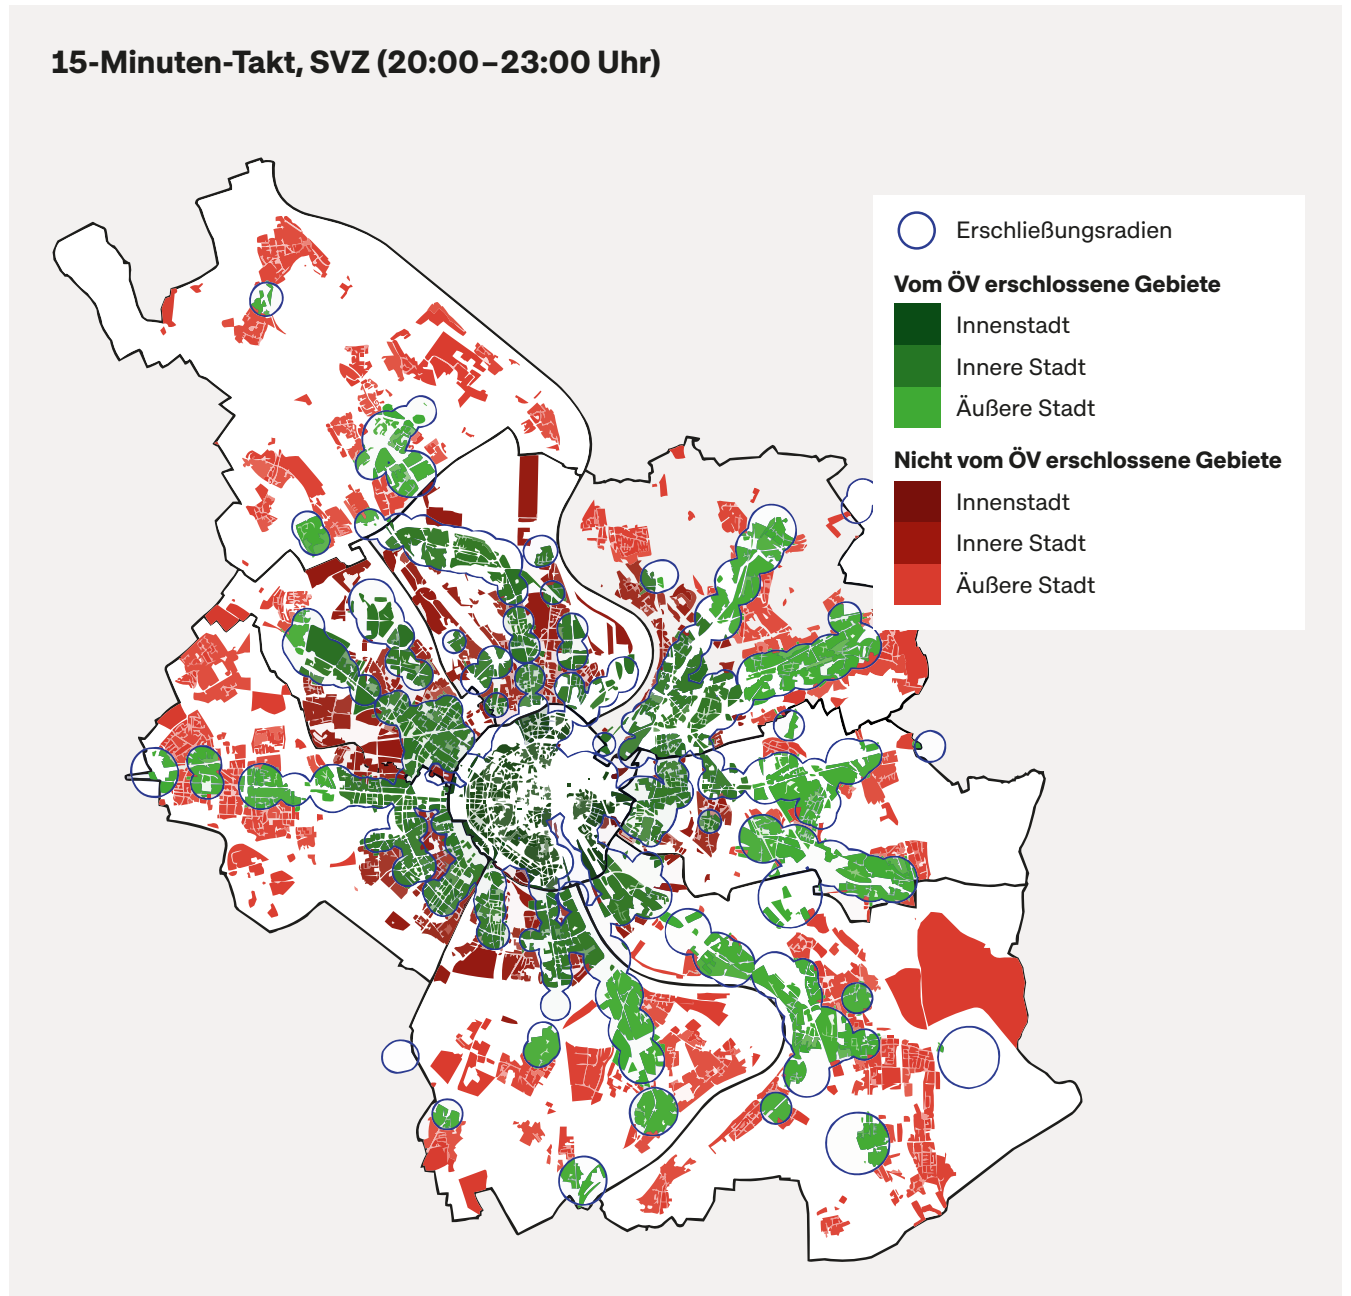 15-Minuten-Takt, SVZ (20:00–23:00 Uhr)
Erschließungsradien
Vom ÖV erschlossene Gebiete
Innenstadt
Innere Stadt
Äußere Stadt
Nicht vom ÖV erschlossene Gebiete
Innenstadt
Innere Stadt
Äußere Stadt